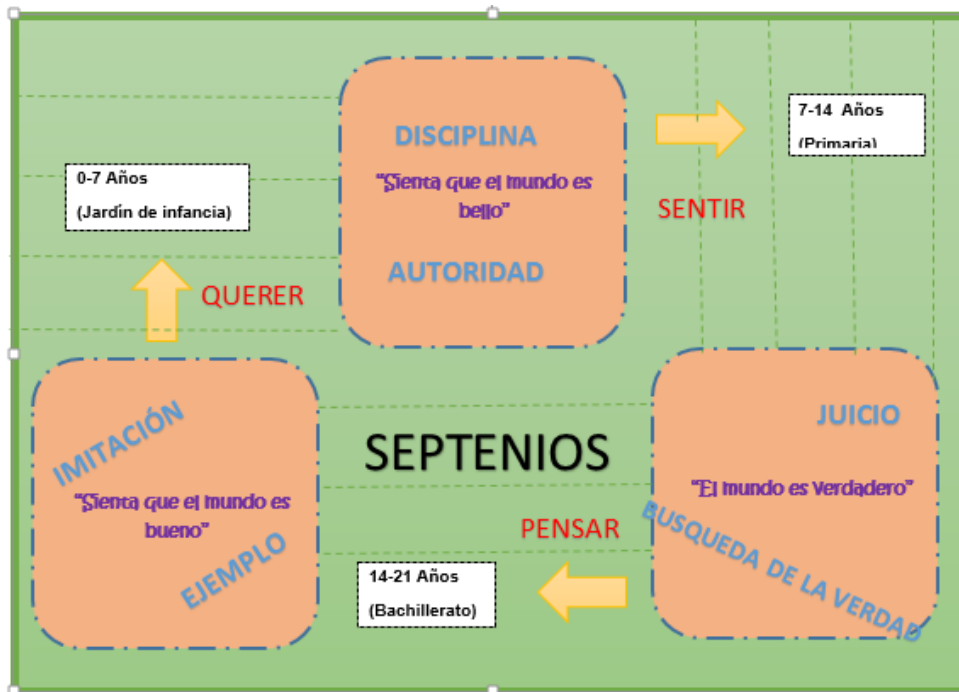 DISCIPLINA
"Sienta que el mundo es
bello"
AUTORIDAD
7-14 Años
(Primaria)
SENTIR
0-7 Años
(Jardín de infancia)
QUERER
IMITACIÓN
"Sienta que el mundo es
bueno"
EJEMPLO
SEPTENIOS
PENSAR
14-21 Años
(Bachillerato)
JUICIO
"El mundo es Verdadero"
BUSQUEDA DE LA VERDAD